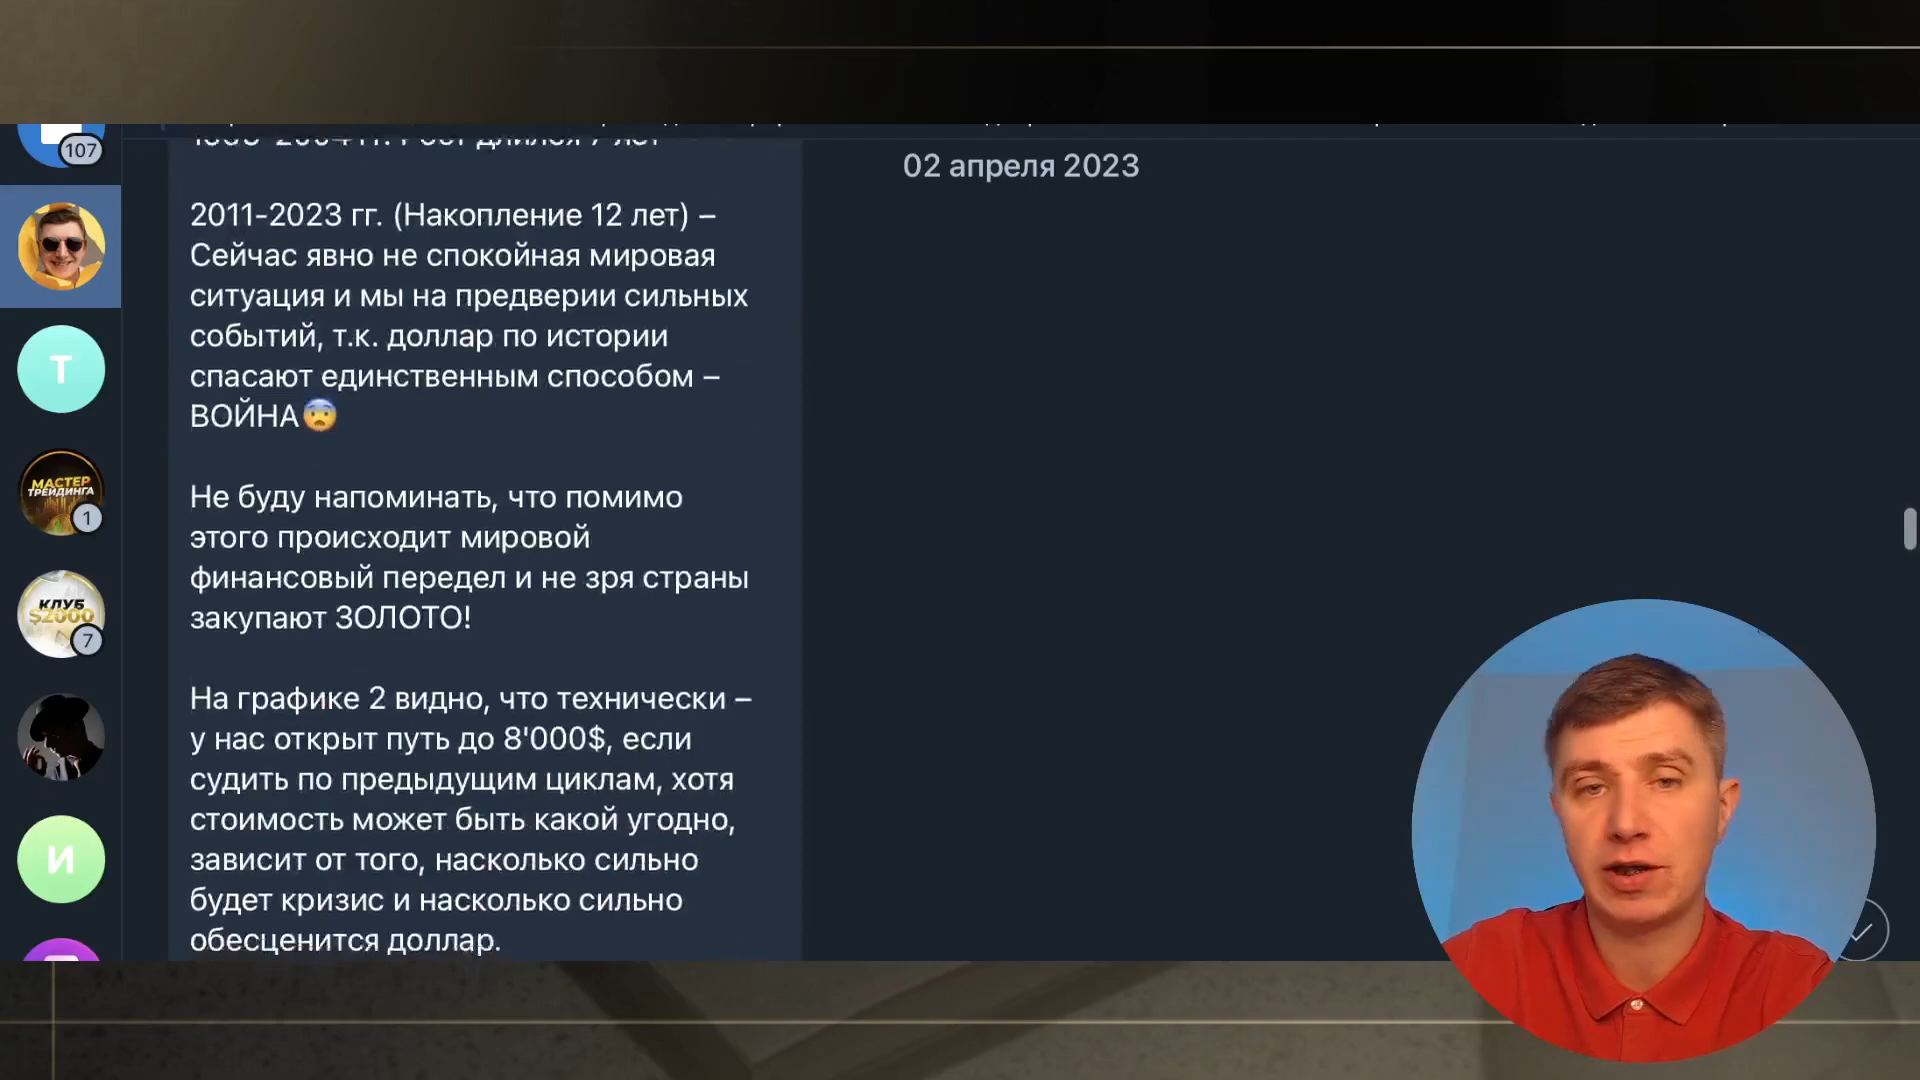 107
02 апреля 2023
2011-2023 гг. (Накопление 12 лет) –
Сейчас явно не спокойная мировая
ситуация и мы на предверии сильных
событий, т.к. доллар по истории
спасают единственным способом –
ВОЙНА😨
Не буду напоминать, что помимо
этого происходит мировой
финансовый передел и не зря страны
закупают ЗОЛОТО!
На графике 2 видно, что технически –
у нас открыт путь до 8'000$, если
судить по предыдущим циклам, хотя
стоимость может быть какой угодно,
зависит от того, насколько сильно
будет кризис и насколько сильно
обесценится доллар.
Т
МАСТЕР
ТРЕЙДИНГА
1
КЛУБ
$2000
7
И